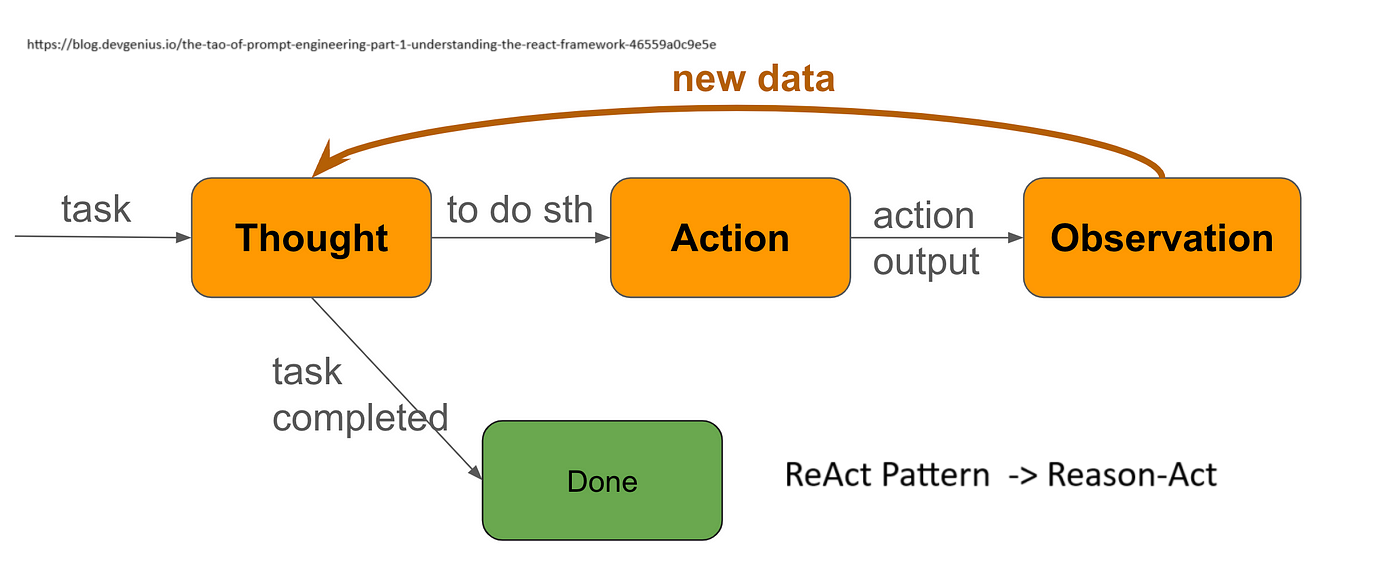 https://blog.devgenius.io/the-tao-of-prompt-engineering-part-1-understanding-the-react-framework-46559a0c9e5e
new data
task
Thought
to do sth
Action
action
output
Observation
task
completed
Done
ReAct Pattern -> Reason-Act